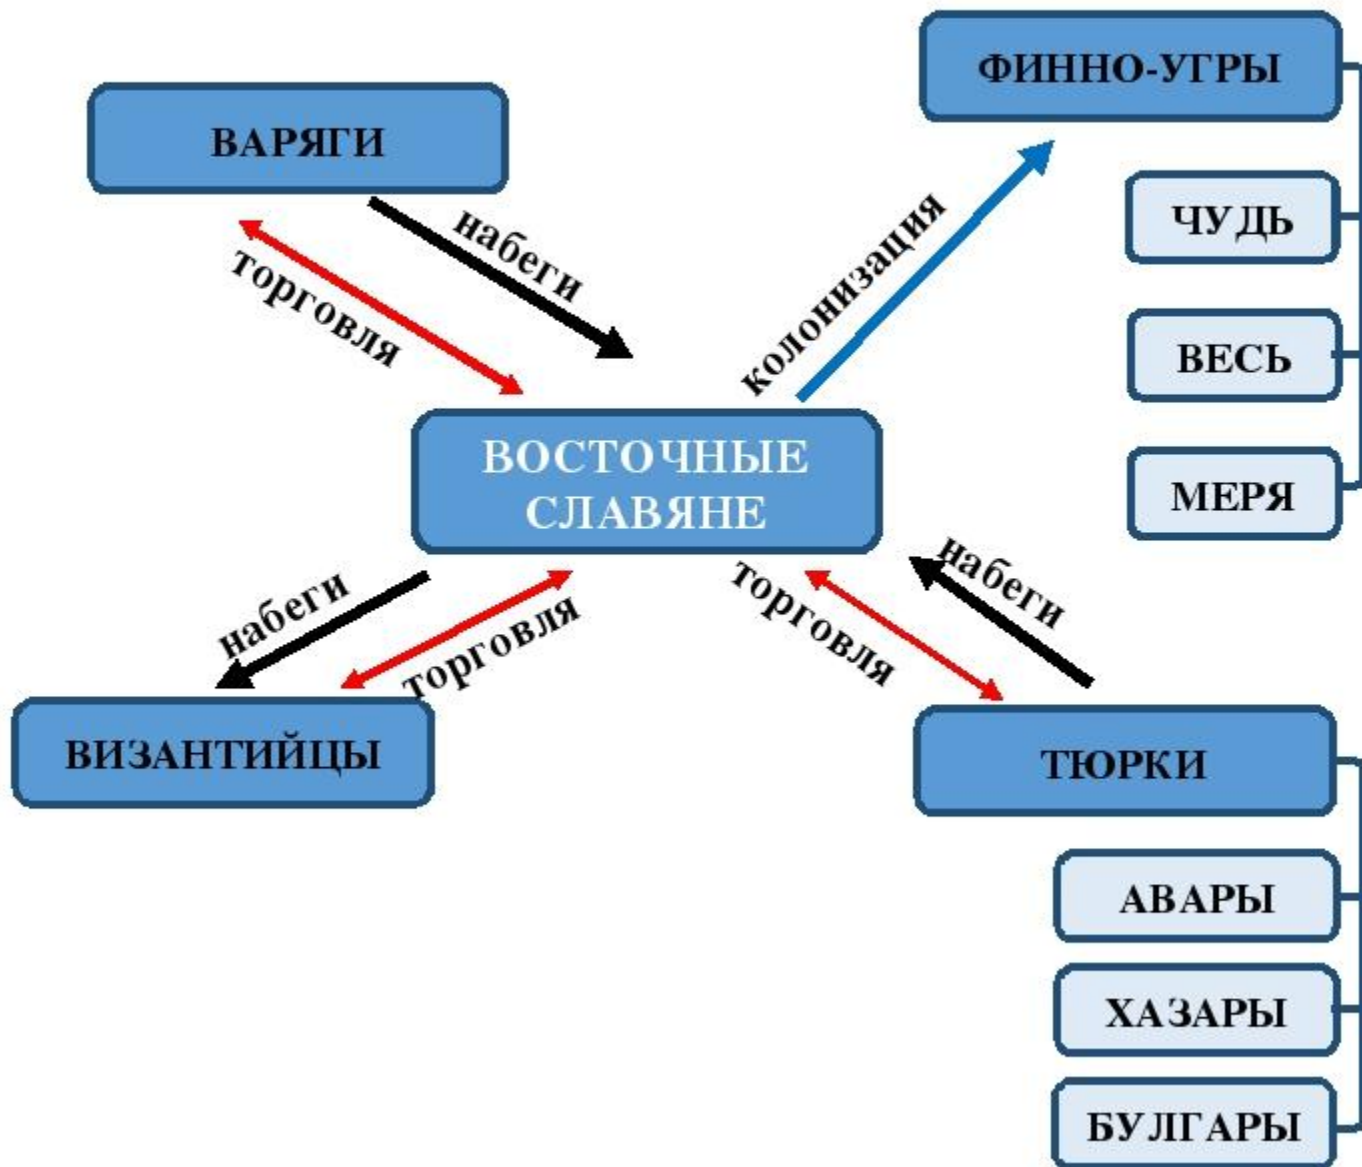 ФИННО-УГРЫ
ВАРЯГИ
ЧУДЬ
набеги
колонизация
торговля
ВЕСЬ
ВОСТОЧНЫЕ
СЛАВЯНЕ
МЕРЯ
набеги
торговля
торговля
набеги
ВИЗАНТИЙЦЫ
ТЮРКИ
АВАРЫ
ХАЗАРЫ
БУЛГАРЫ